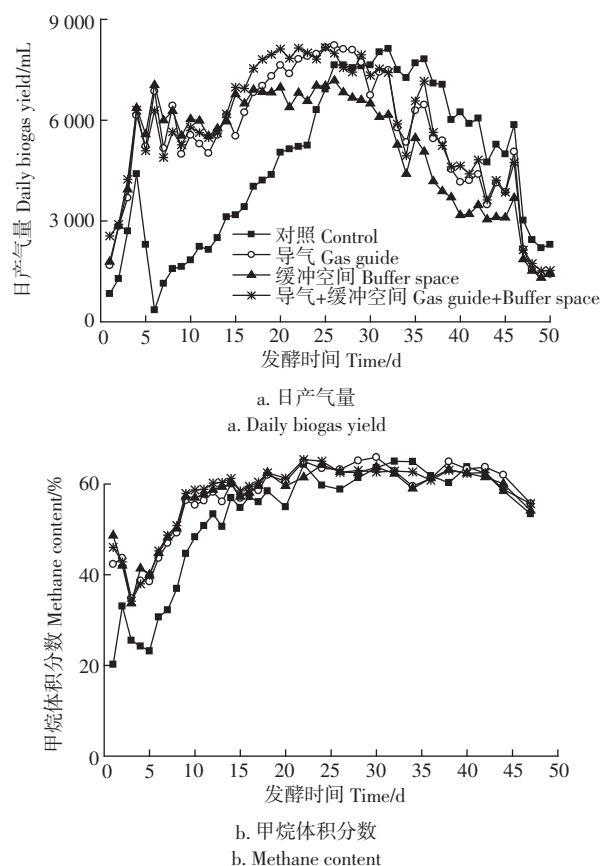 9 000
6 000
3 000
0
日产气量 Daily biogas yield/mL
对照 Control
导气 Gas guide
缓冲空间 Buffer space
导气+缓冲空间 Gas guide+Buffer space
0 5 10 15 20 25 30 35 40 45 50
发酵时间 Time/d
a. 日产气量
a. Daily biogas yield
60
40
20
0
甲烷体积分数 Methane content/%
0 5 10 15 20 25 30 35 40 45 50
发酵时间 Time/d
b. 甲烷体积分数
b. Methane content